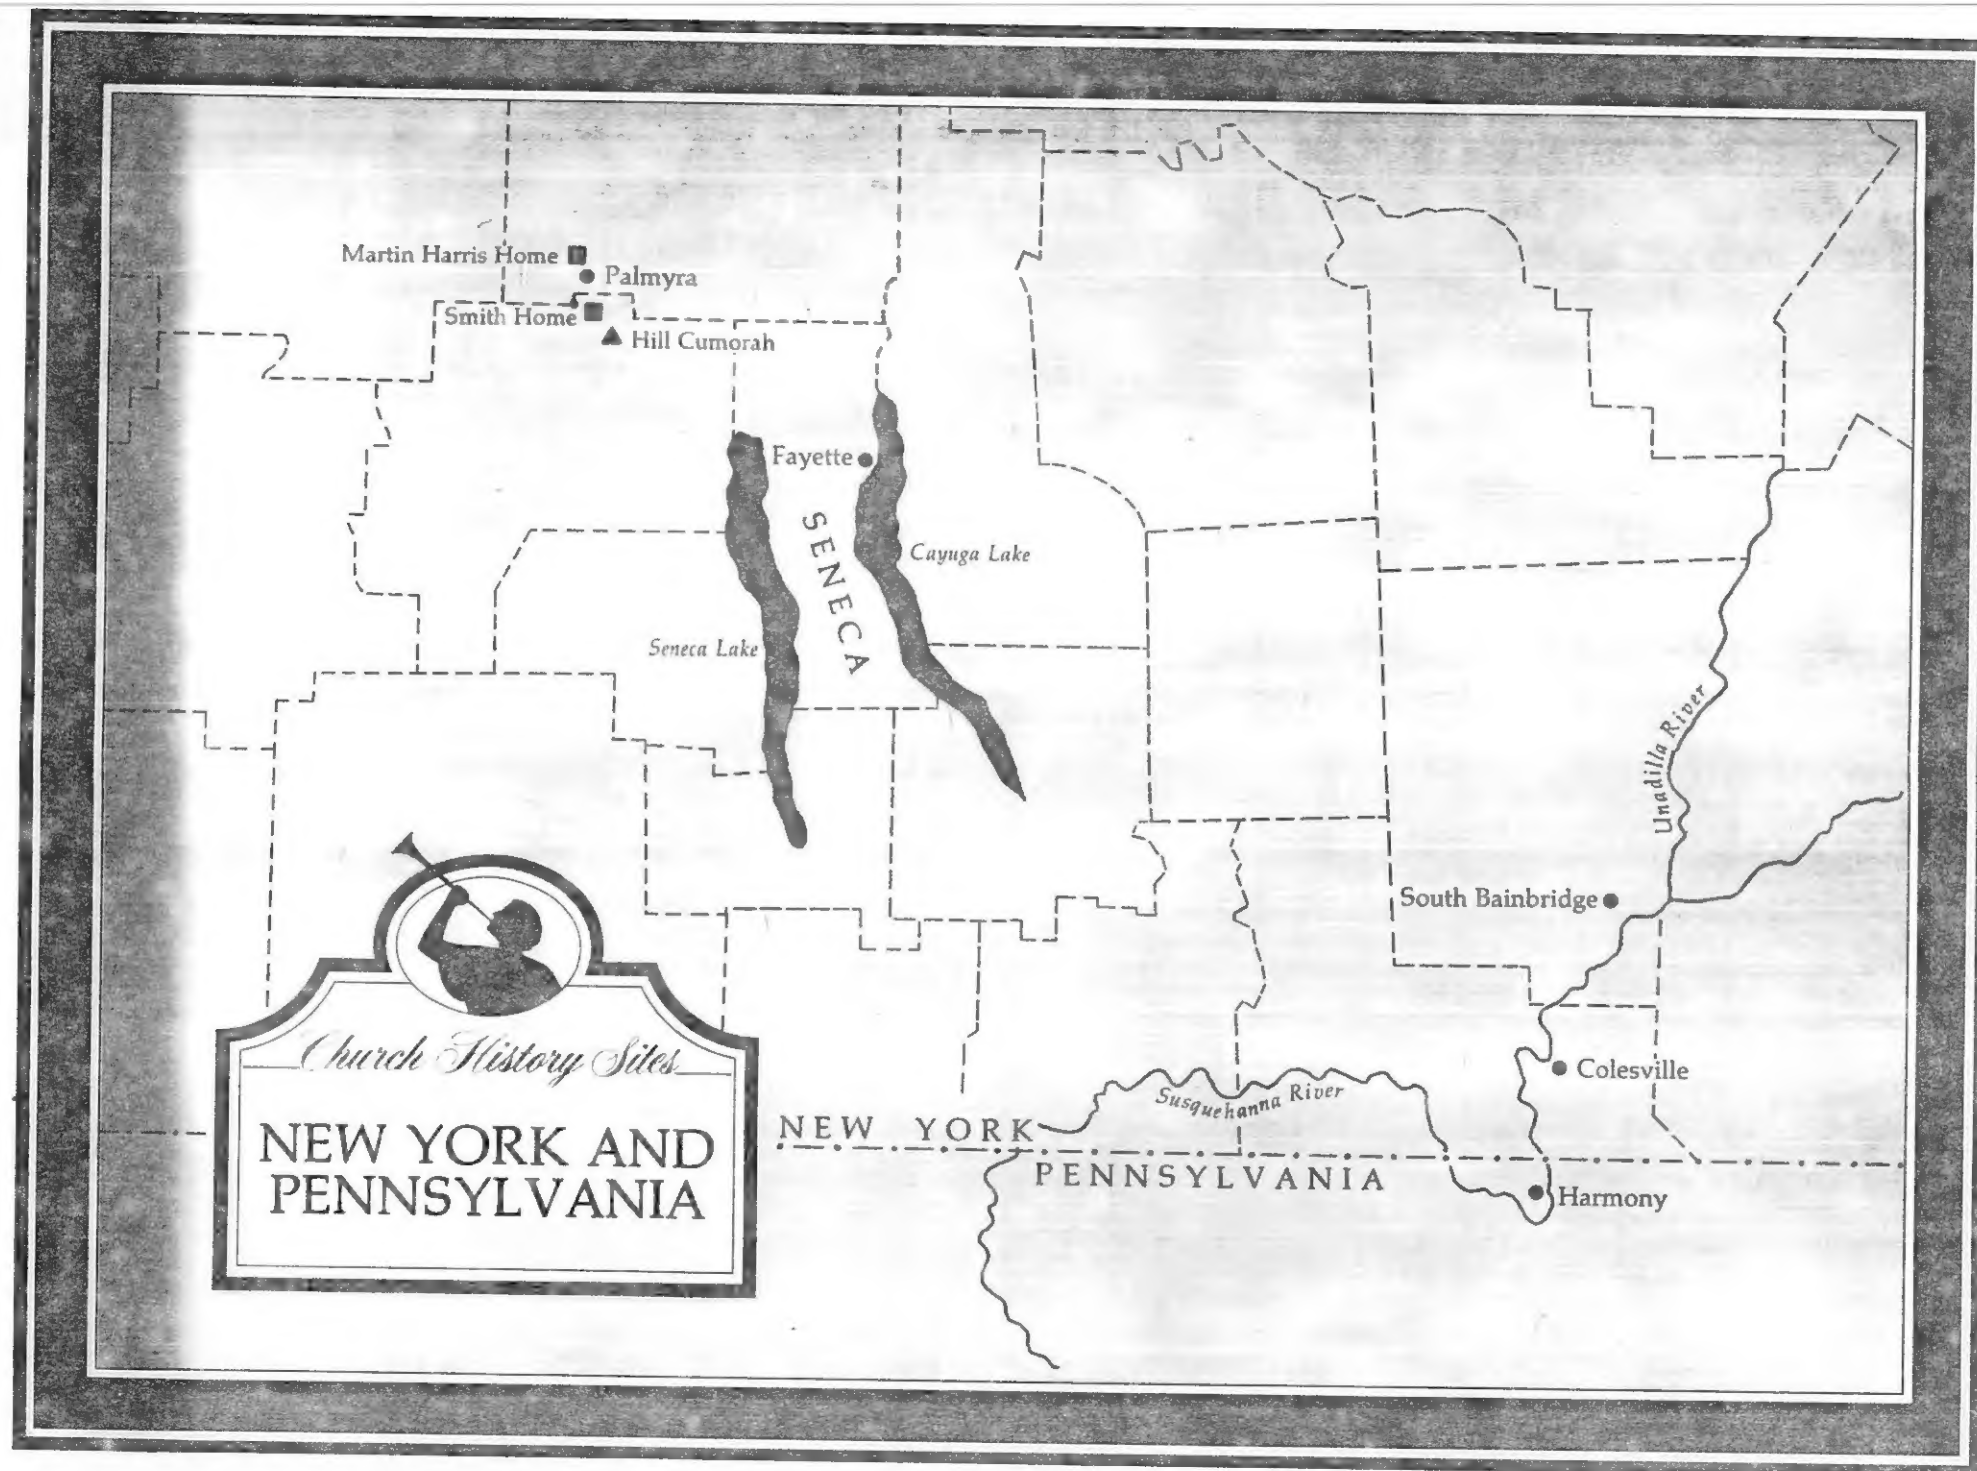 Martin Harris Home
Palmyra
Smith Home
Hill Cumorah
Fayette
SENECA
Cayuga Lake
Seneca Lake
Unadilla River
South Bainbridge
Church History Sites
NEW YORK AND
PENNSYLVANIA
Colesville
Susquehanna River
NEW YORK
PENNSYLVANIA
Harmony